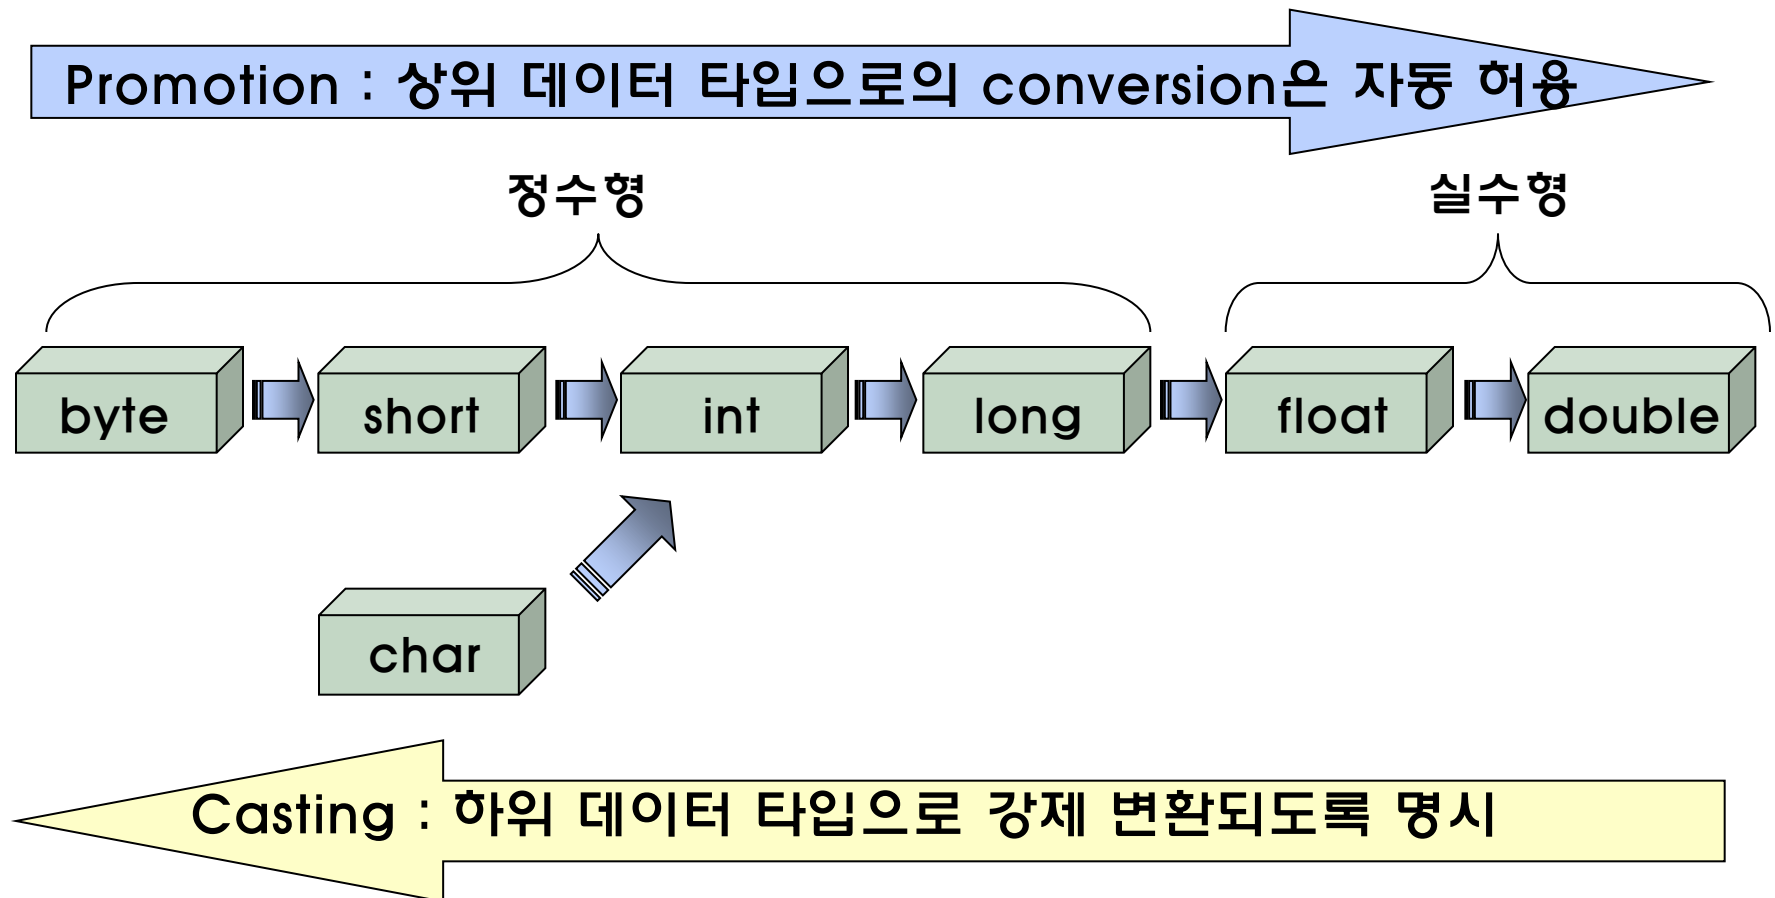 Promotion : 상위 데이터 타입으로의 conversion은 자동 허용
정수형 실수형
byte short int long float double
char
Casting : 하위 데이터 타입으로 강제 변환되도록 명시